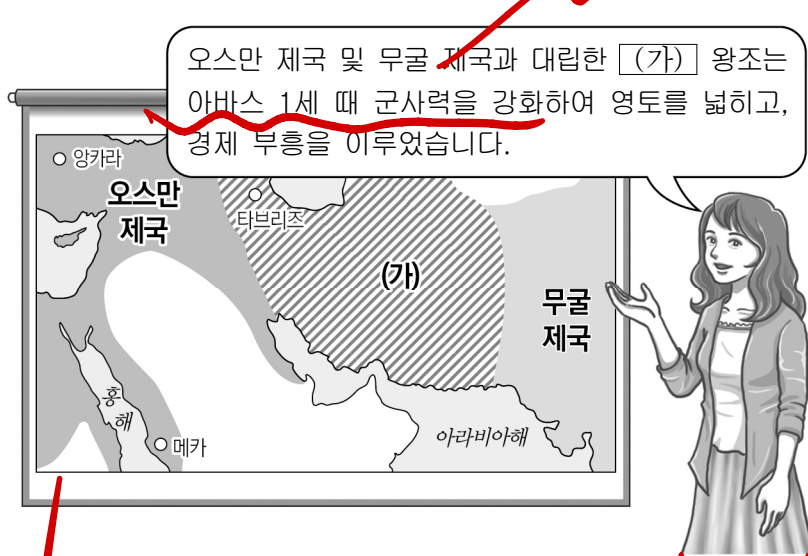 오스만 제국 및 무굴 제국과 대립한 (가) 왕조는
아바스 1세 때 군사력을 강화하여 영토를 넓히고,
경제 부흥을 이루었습니다.
앙카라
오스만
제국
타브리즈
(가)
무굴
제국
홍
해
메카
아라비아해